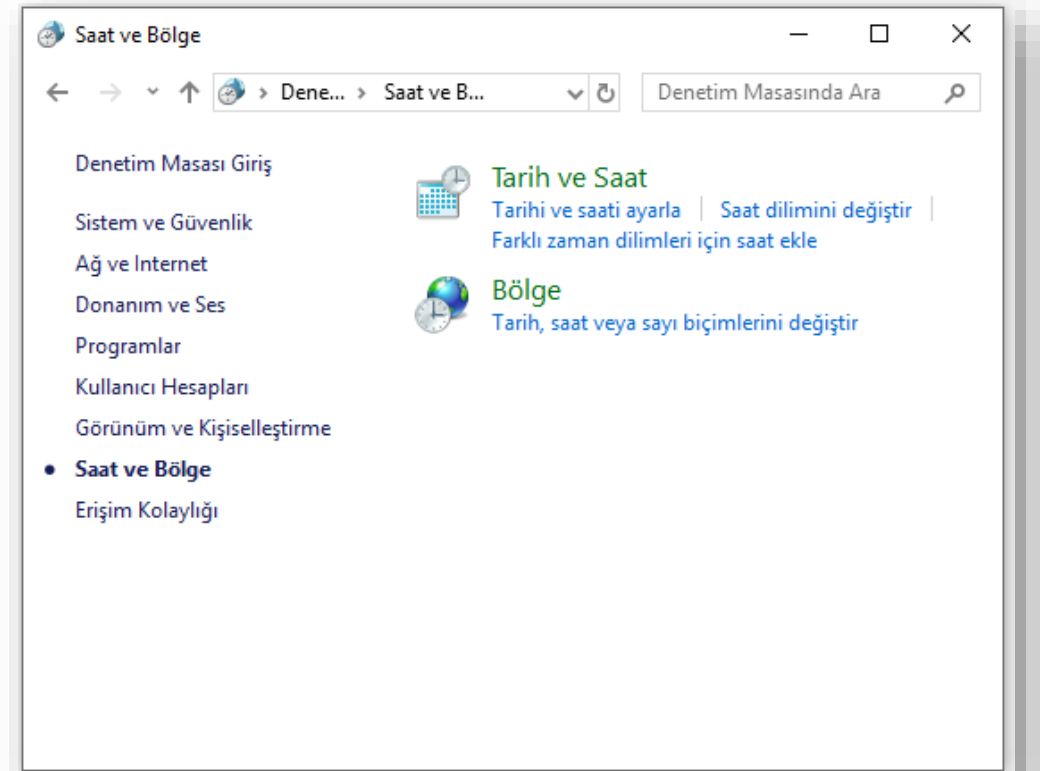 Saat ve Bölge
Dene... Saat ve B...
Denetim Masasında Ara
Denetim Masası Giriş
Sistem ve Güvenlik
Ağ ve Internet
Donanım ve Ses
Programlar
Kullanıcı Hesapları
Görünüm ve Kişiselleştirme
Saat ve Bölge
Erişim Kolaylığı
Tarih ve Saat
Tarihi ve saati ayarla
Saat dilimini değiştir
Farklı zaman dilimleri için saat ekle
Bölge
Tarih, saat veya sayı biçimlerini değiştir